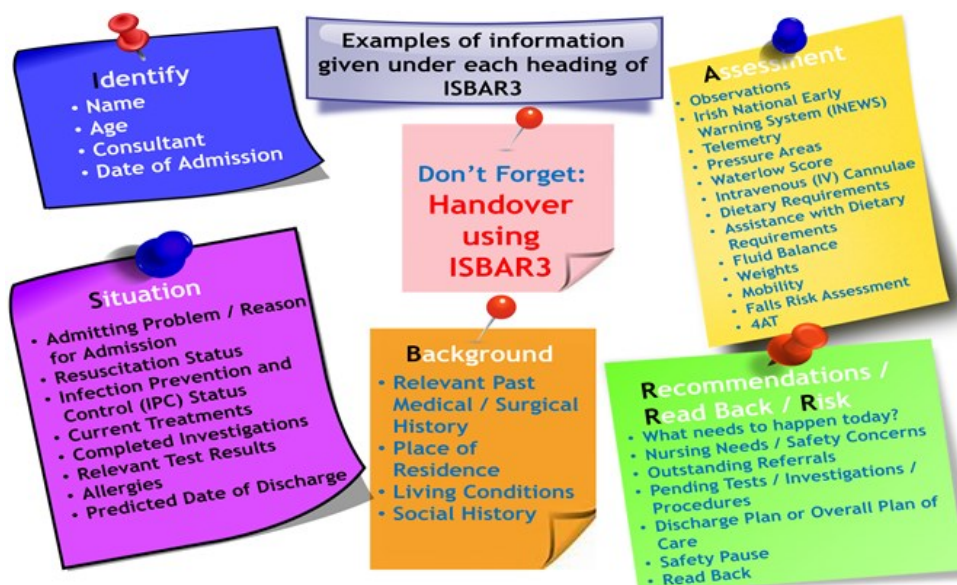 Examples of information
given under each heading of
ISBAR3
Identify
• Name
• Age
• Consultant
• Date of Admission
Don't Forget:
Handover
using
ISBAR3
Assessment
• Observations
• Irish National Early
Warning System (INEWS)
• Telemetry
• Pressure Areas
• Waterlow Score
• Intravenous (IV) Cannulae
• Dietary Requirements
• Assistance with Dietary
Requirements
• Fluid Balance
• Weights
• Mobility
• Falls Risk Assessment
• 4AT
Situation
• Admitting Problem / Reason
for Admission
• Resuscitation Status
• Infection Prevention and
Control (IPC) Status
• Current Treatments
• Completed Investigations
• Relevant Test Results
• Allergies
• Predicted Date of Discharge
Background
• Relevant Past
Medical / Surgical
History
• Place of
Residence
• Living Conditions
• Social History
Recommendations /
Read Back / Risk
• What needs to happen today?
• Nursing Needs / Safety Concerns
• Outstanding Referrals
• Pending Tests / Investigations /
Procedures
• Discharge Plan or Overall Plan of
Care
• Safety Pause
• Read Back